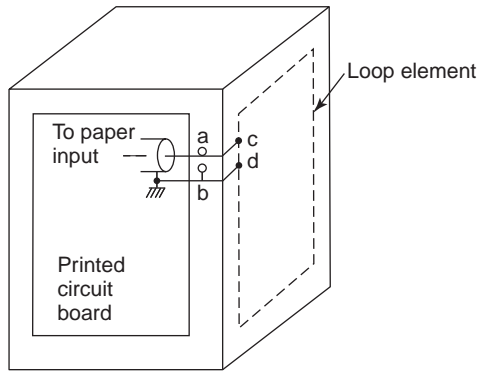 Loop element
To paper
input
a
c
d
b
Printed
circuit
board